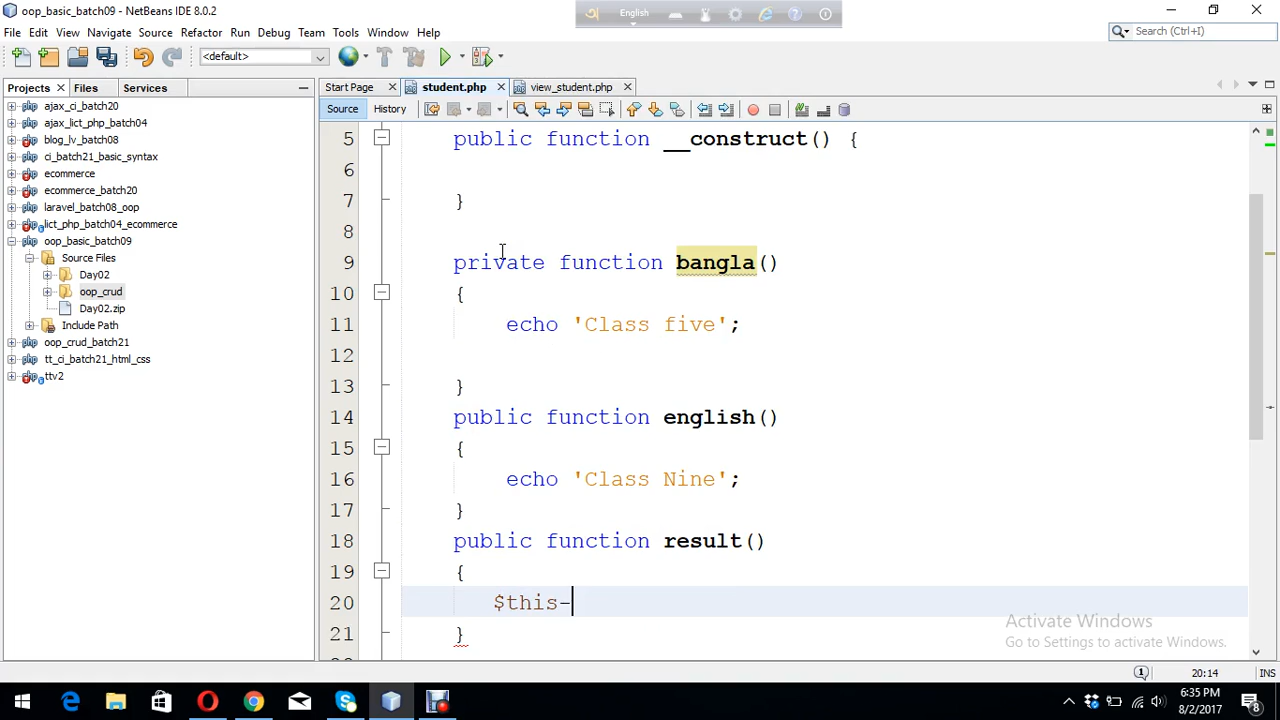 oop_basic_batch09 - NetBeans IDE 8.0.2
English
File Edit View Navigate Source Refactor Run Debug Team Tools Window Help
Search (Ctrl+I)
<default>
Projects Files Services
Start Page student.php view_student.php
Source History
ajax_ci_batch20
ajax_lict_php_batch04
blog_lv_batch08
ci_batch21_basic_syntax
ecommerce
ecommerce_batch20
laravel_batch08_oop
lict_php_batch04_ecommerce
oop_basic_batch09
Source Files
Day02
oop_crud
Day02.zip
Include Path
oop_crud_batch21
tt_ci_batch21_html_css
ttv2
5 public function __construct() {
6
7 }
8
9 private function bangla()
10 {
11 echo 'Class five';
12
13 }
14 public function english()
15 {
16 echo 'Class Nine';
17 }
18 public function result()
19 {
20 $this-
21 }
Activate Windows
Go to Settings to activate Windows.
1 20:14 INS
6:35 PM
8/2/2017
8